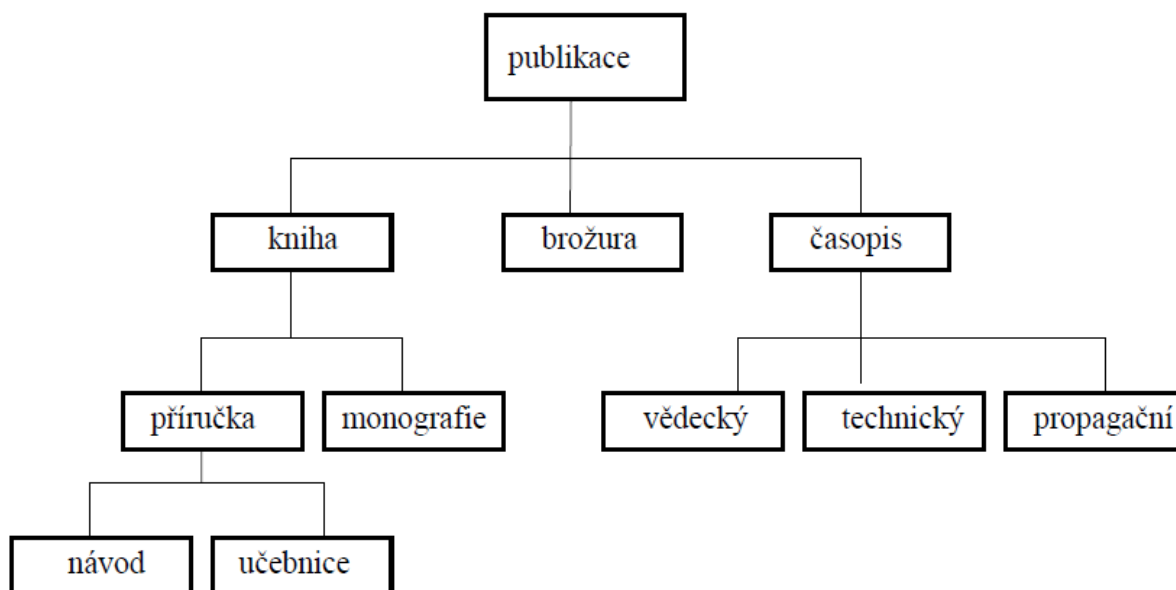 publikace
kniha
brožura
časopis
příručka
monografie
vědecký
technický
propagační
návod
učebnice